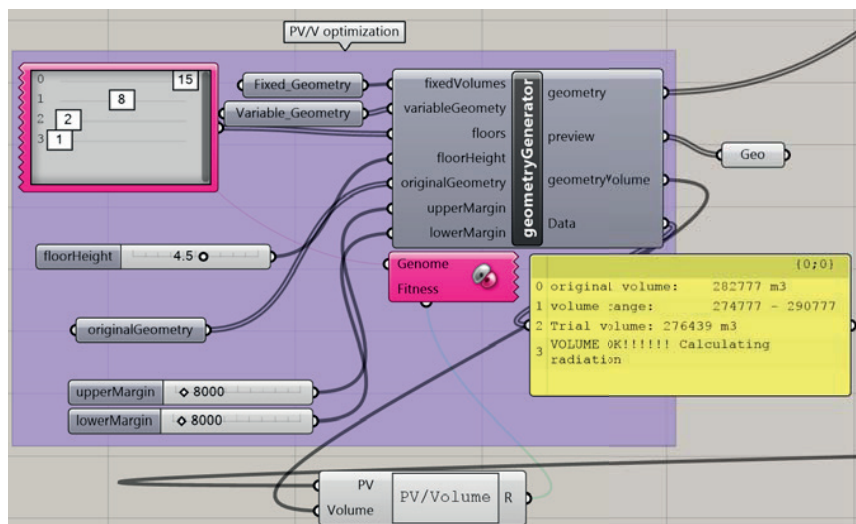 PV/V optimization
0 15
1 8
2 2
3 1
Fixed_Geometry
Variable_Geometry
fixedVolumes
variableGeomety
floors
floorHeight
originalGeometry
upperMargin
lowerMargin
geometryGenerator
geometry
preview
geometryVolume
Data
Geo
floorHeight 4.5
originalGeometry
upperMargin 8000
lowerMargin 8000
Genome
Fitness
{0;0}
0 original volume: 282777 m3
1 volume range: 274777 - 290777
2 Trial volume: 276439 m3
3 VOLUME OK!!!!!! Calculating
radiation
PV
Volume
PV/Volume
R